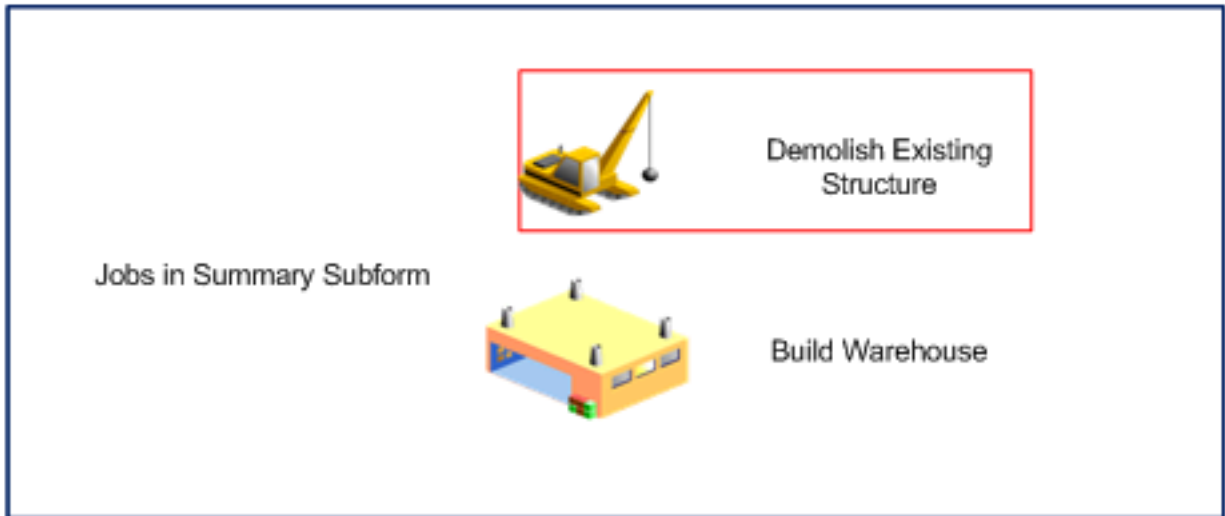 Demolish Existing
Structure
Jobs in Summary Subform
Build Warehouse